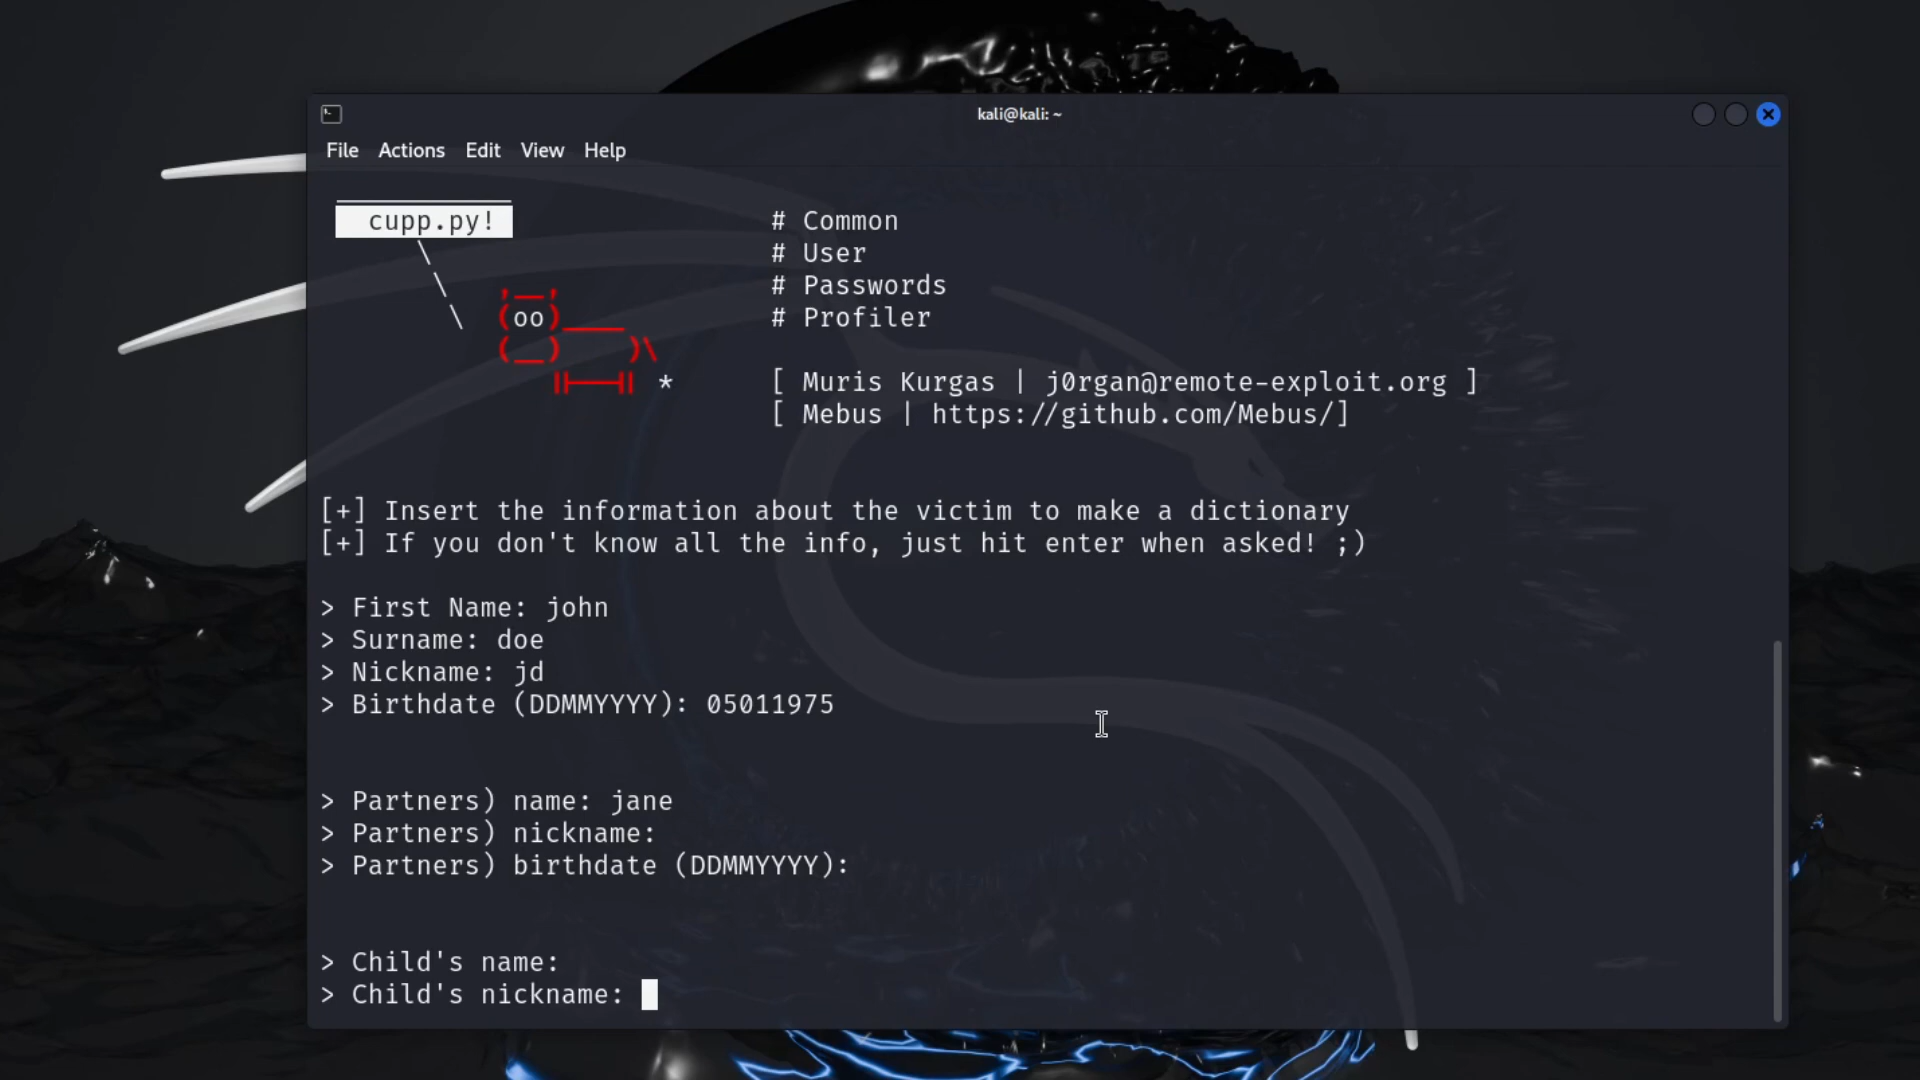 kali@kali: ~
File Actions Edit View Help
cupp.py!
# Common
# User
# Passwords
# Profiler
[ Muris Kurgas | j0rgan@remote-exploit.org ]
[ Mebus | https://github.com/Mebus/]
[+] Insert the information about the victim to make a dictionary
[+] If you don't know all the info, just hit enter when asked! ;)
> First Name: john
> Surname: doe
> Nickname: jd
> Birthdate (DDMMYYYY): 05011975
> Partners) name: jane
> Partners) nickname:
> Partners) birthdate (DDMMYYYY):
> Child's name:
> Child's nickname: